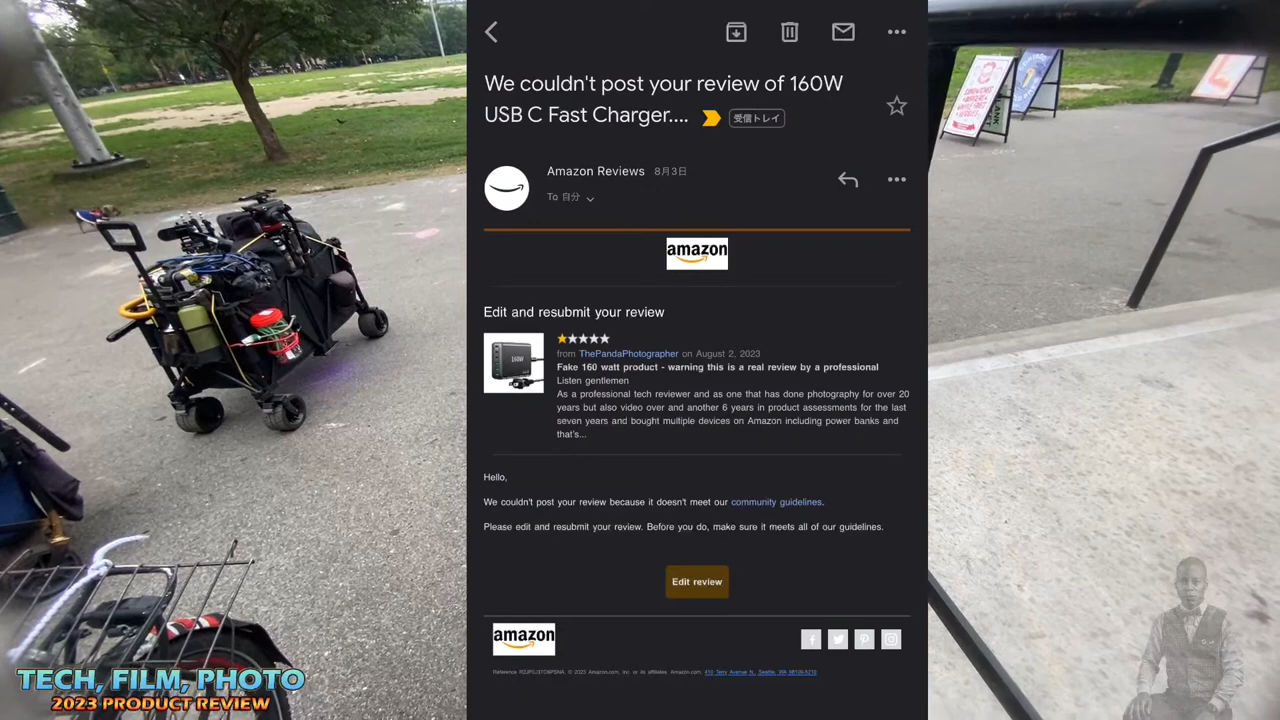 We couldn't post your review of 160W
USB C Fast Charger.... 受信トレイ
Amazon Reviews 8月3日
To 自分
amazon
Edit and resubmit your review
160W
from ThePandaPhotographer on August 2, 2023
Fake 160 watt product - warning this is a real review by a professional
Listen gentlemen
As a professional tech reviewer and as one that has done photography for over 20
years but also video over and another 6 years in product assessments for the last
seven years and bought multiple devices on Amazon including power banks and
that's...
Hello,
We couldn't post your review because it doesn't meet our community guidelines.
Please edit and resubmit your review. Before you do, make sure it meets all of our guidelines.
Edit review
amazon
TECH, FILM, PHOTO
2023 PRODUCT REVIEW